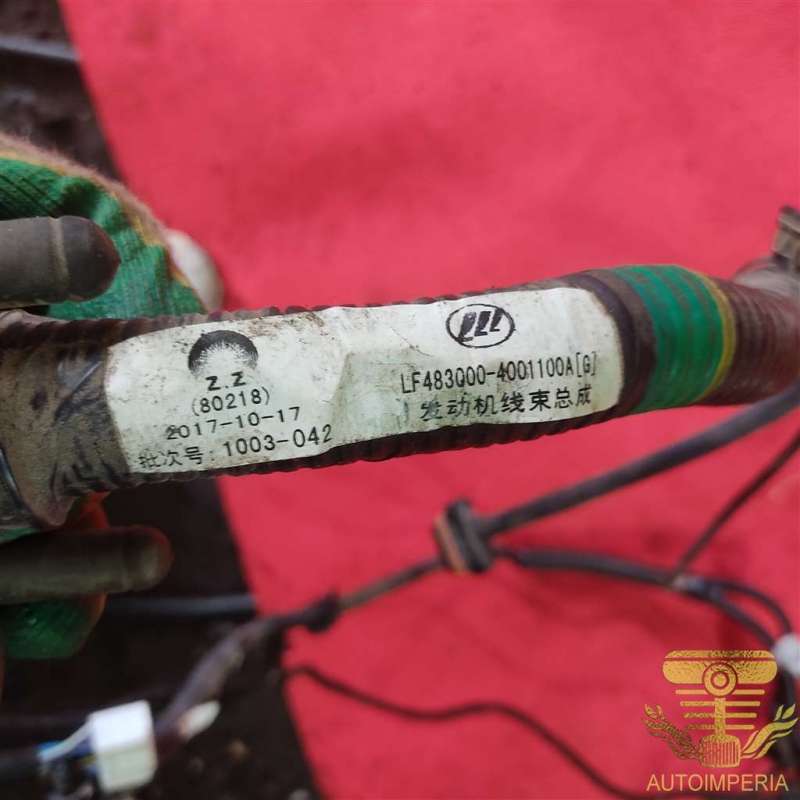 Z.Z
(80218)
2017-10-17
批次号: 1003-042
LF483Q00-4001100A[G]
发动机线束总成
AUTOIMPERIA